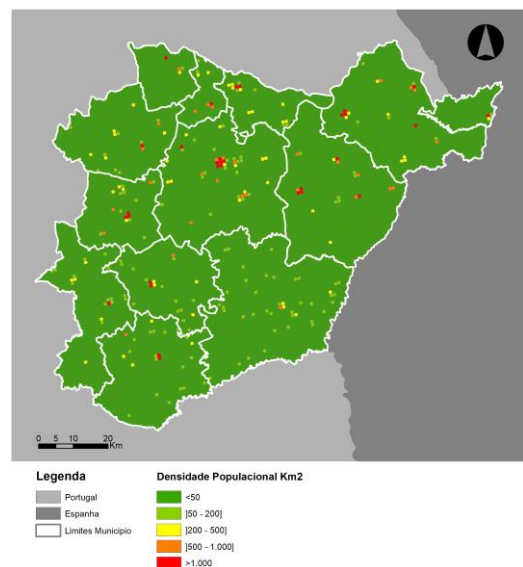 0 5 10 20
Km
Legenda
Portugal
Espanha
Limites Município
Densidade Populacional Km2
<50
]50 - 200]
]200 - 500]
]500 - 1.000]
>1.000